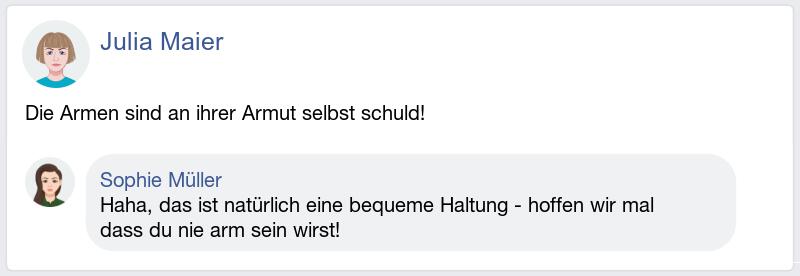 Julia Maier
Die Armen sind an ihrer Armut selbst schuld!
Sophie Müller
Haha, das ist natürlich eine bequeme Haltung - hoffen wir mal
dass du nie arm sein wirst!